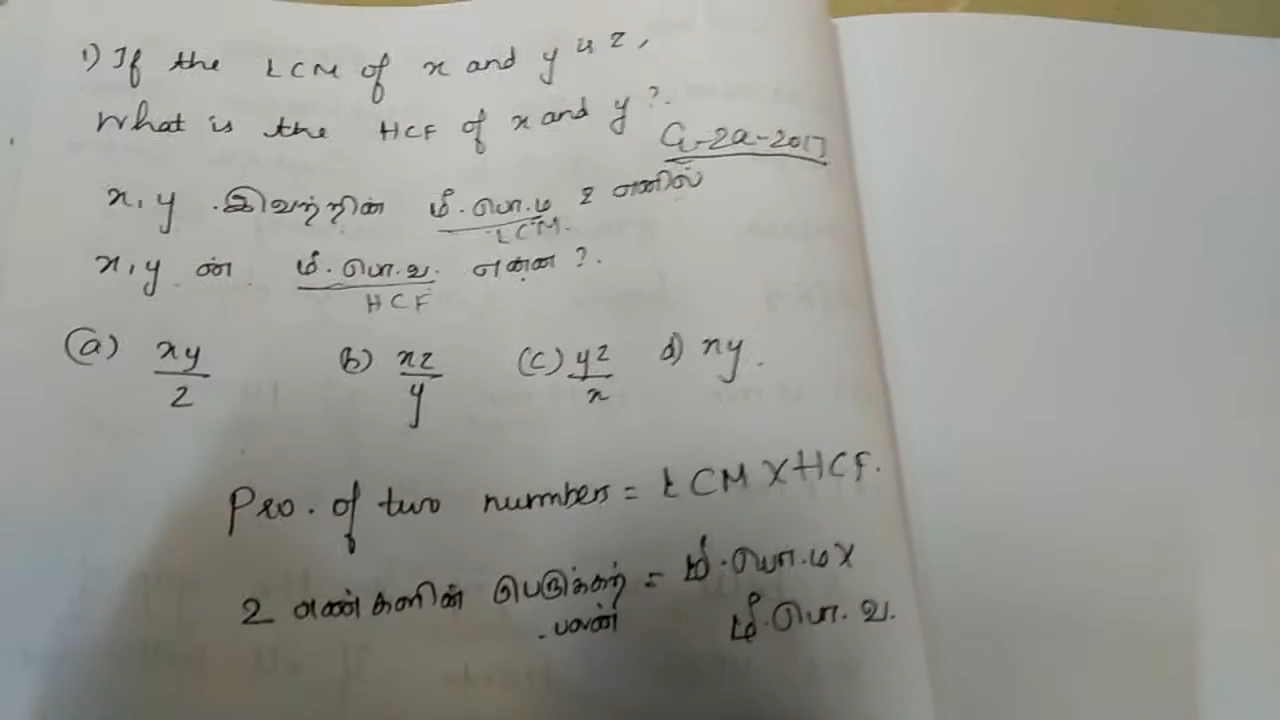 1) If the LCM of x and y is z,
What is the HCF of x and y?.
G-2a-2017
x, y .இவற்றின் மீ.பொ.ம z எனில்
LCM.
x, y ன் மீ.பொ.வ. என்ன?.
HCF
(a) xy/z b) xz/y (c) yz/x d) xy.
Pro. of two numbers = LCM X HCF.
2 எண்களின் பெருக்கற் = மீ.பொ.ம x
.பலன் மீ.பொ.வ.